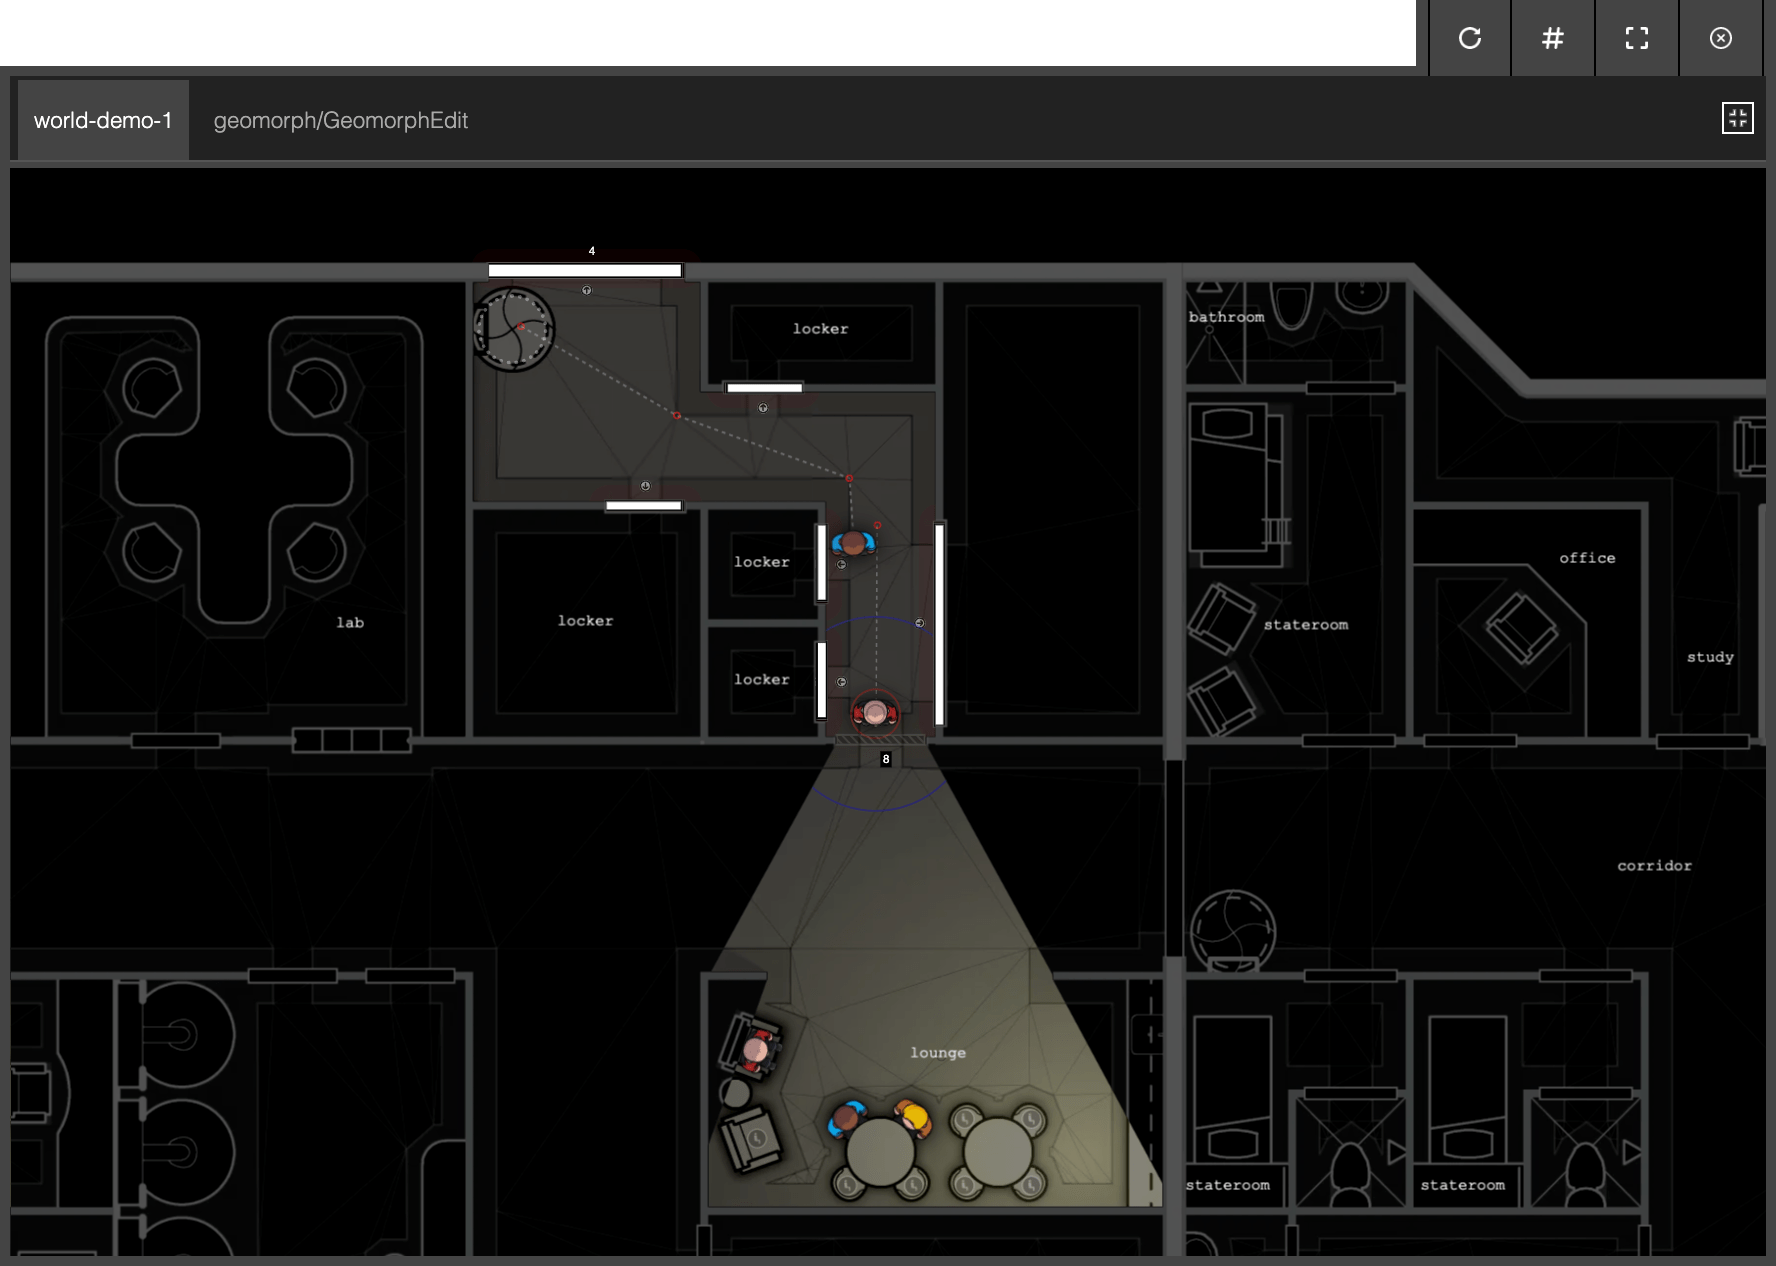 world-demo-1 geomorph/GeomorphEdit
4
bathroom
locker
locker
office
locker
lab
stateroom
study
locker
8
corridor
lounge
stateroom
stateroom